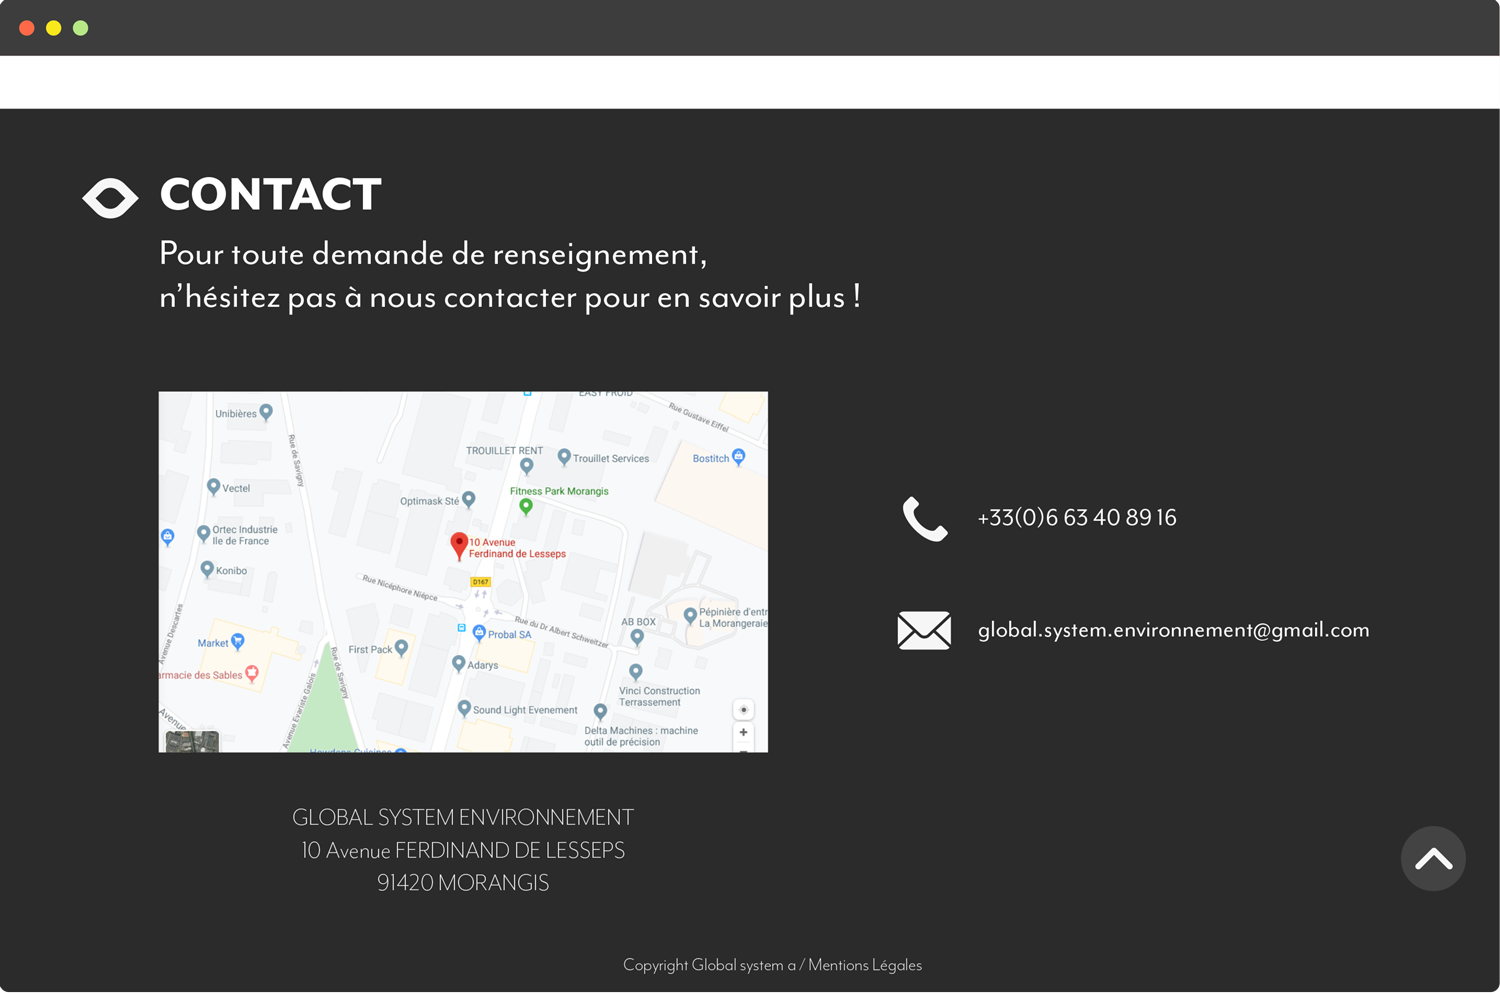 CONTACT
Pour toute demande de renseignement,
n'hésitez pas à nous contacter pour en savoir plus !
EASY FROID
Rue Gustave Eiffel
Unibières
Rue de Savigny
TROUILLET RENT
Trouillet Services
Bostitch
Vectel
Optimask Sté
Fitness Park Morangis
Ortec Industrie
Ile de France
10 Avenue
Ferdinand de Lesseps
Konibo
Rue Nicéphore Niépce
D167
Avenue Descartes
Rue du Dr Albert Schweitzer
AB BOX
Pépinière d'entr
La Morangeraie
Market
Probal SA
First Pack
Adarys
rmacie des Sables
Rue de Savigny
Avenue Evariste Galois
Vinci Construction
Terrassement
Avenue
Sound Light Evenement
Delta Machines : machine
outil de précision
Howdens Cuisines
+33(0)6 63 40 89 16
global.system.environnement@gmail.com
GLOBAL SYSTEM ENVIRONNEMENT
10 Avenue FERDINAND DE LESSEPS
91420 MORANGIS
Copyright Global system a / Mentions Légales